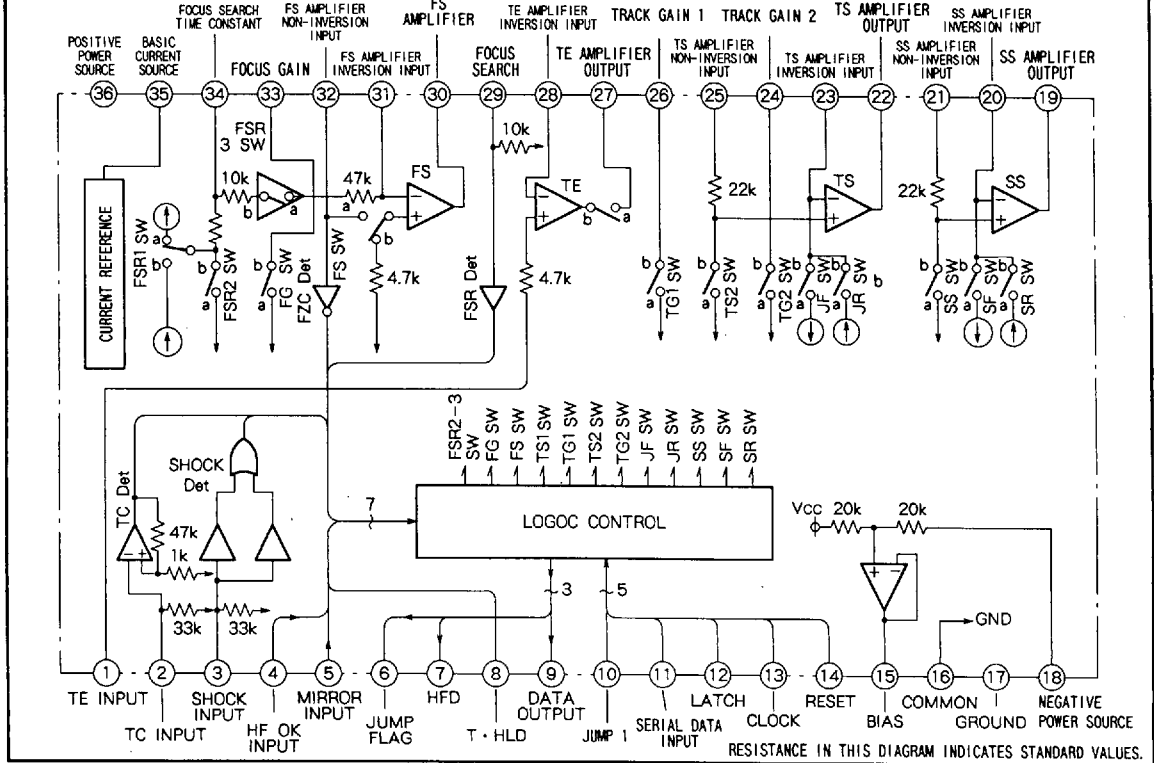 FOCUS SEARCH
TIME CONSTANT
FS AMPLIFIER
NON-INVERSION
INPUT
FS
AMPLIFIER
TE AMPLIFIER
INVERSION INPUT
TRACK GAIN 1
TRACK GAIN 2
TS AMPLIFIER
OUTPUT
SS AMPLIFIER
INVERSION INPUT
POSITIVE
POWER
SOURCE
BASIC
CURRENT
SOURCE
FOCUS GAIN
FS AMPLIFIER
INVERSION INPUT
FOCUS
SEARCH
TE AMPLIFIER
OUTPUT
TS AMPLIFIER
NON-INVERSION
INPUT
TS AMPLIFIER
INVERSION INPUT
SS AMPLIFIER
NON-INVERSION
INPUT
SS AMPLIFIER
OUTPUT
36 35 34 33 32 31 30 29 28 27 26 25 24 23 22 21 20 19
FSR
3 SW
10k
b
a
47k
a
b
- +
FS
10k
- +
TE
b a
22k
- +
TS
22k
- +
SS
CURRENT REFERENCE
FSR1 SW
a
b
b
a
FSR2 SW
b
a
FG SW
FZC Det
FS SW
4.7k
FSR Det
4.7k
b
a
TG1 SW
b
a
TS2 SW
b
a
TG2 SW
b
a
JF SW
JR SW
b
b
a
SS SW
b
a
SF SW
SR SW
FSR2-3
SW
FG SW
FS SW
TS1 SW
TG1 SW
TS2 SW
TG2 SW
JF SW
JR SW
SS SW
SF SW
SR SW
TC Det
SHOCK
Det
- +
47k
1k
33k
33k
7
LOGOC CONTROL
3
5
Vcc
20k
20k
+ -
GND
1 2 3 4 5 6 7 8 9 10 11 12 13 14 15 16 17 18
TE INPUT
TC INPUT
SHOCK
INPUT
HF OK
INPUT
MIRROR
INPUT
JUMP
FLAG
HFD
T·HLD
DATA
OUTPUT
JUMP 1
SERIAL DATA
INPUT
LATCH
CLOCK
RESET
BIAS
COMMON
GROUND
NEGATIVE
POWER SOURCE
RESISTANCE IN THIS DIAGRAM INDICATES STANDARD VALUES.